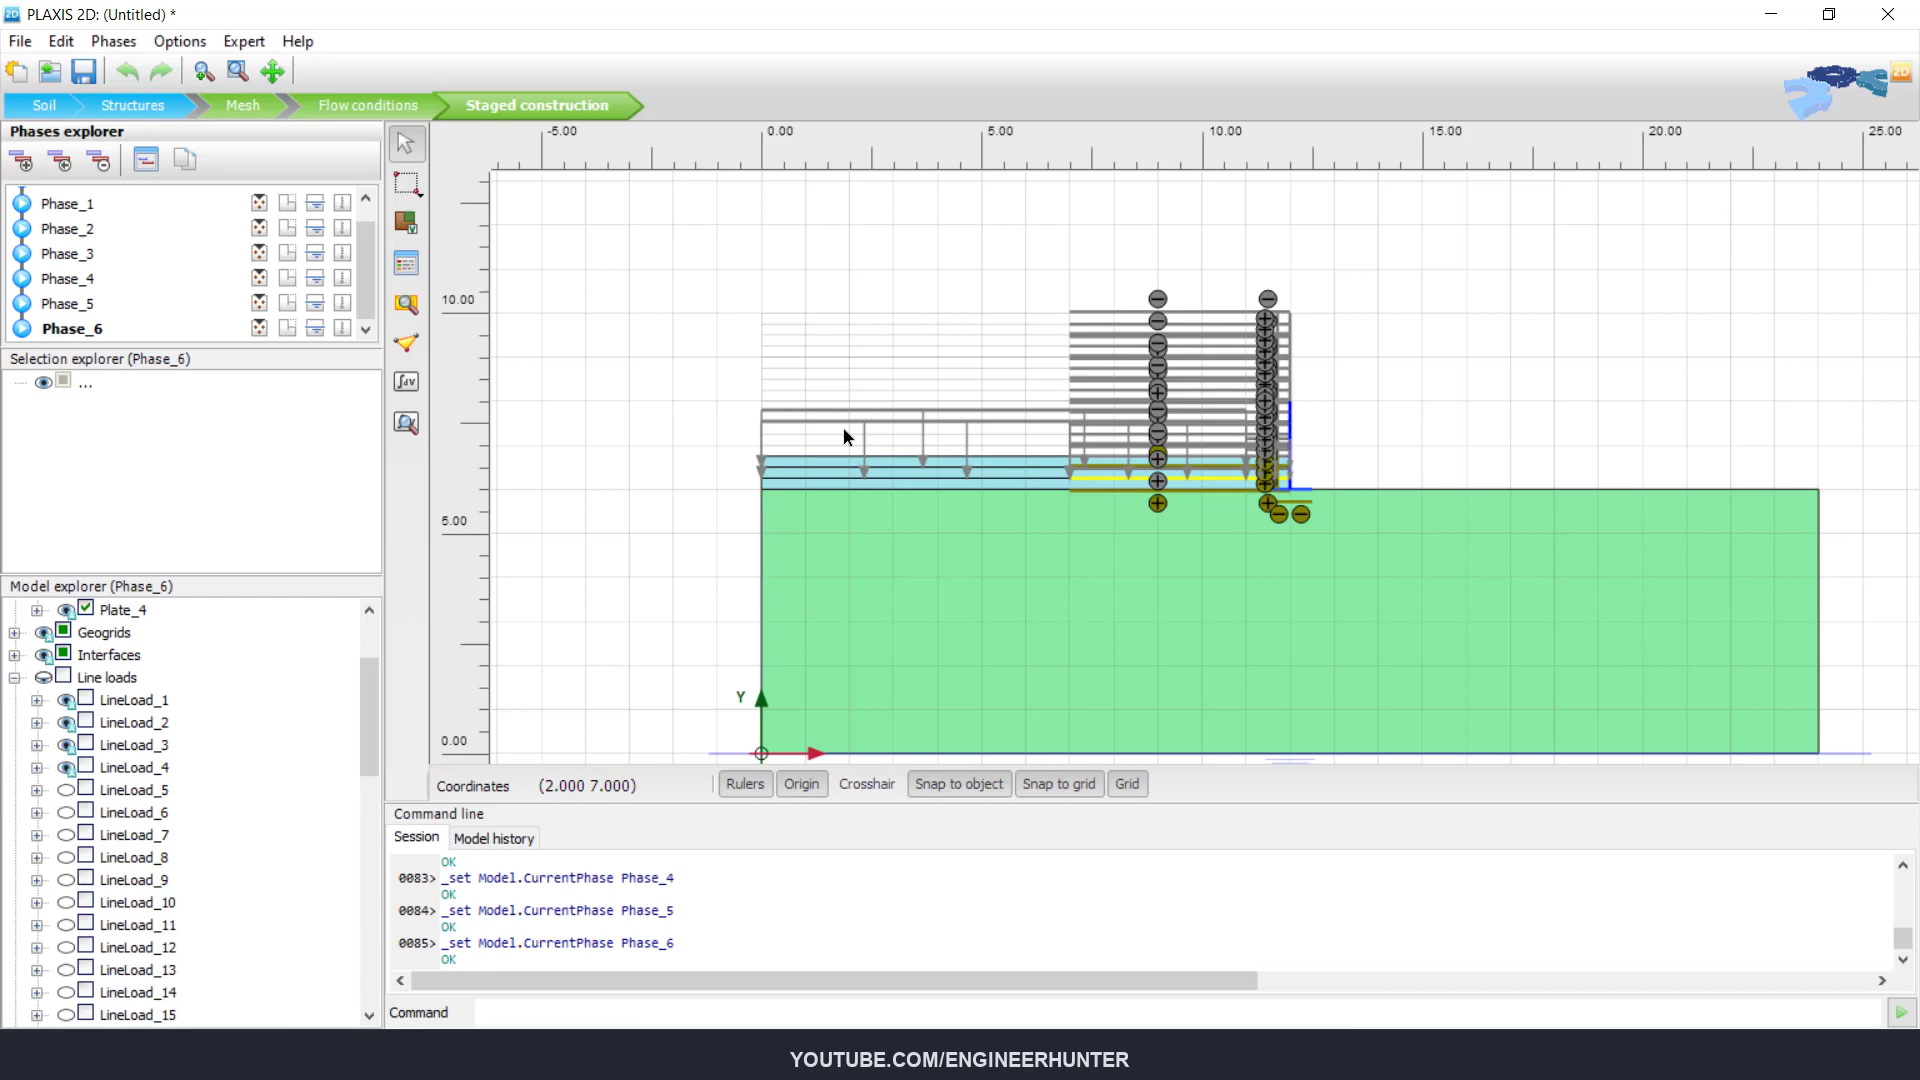 PLAXIS 2D: (Untitled) *
File Edit Phases Options Expert Help
2D
Soil Structures Mesh Flow conditions Staged construction
Phases explorer
-5.00 0.00 5.00 10.00 15.00 20.00 25.00
Phase_1
Phase_2
Phase_3
Phase_4
Phase_5
Phase_6
10.00
5.00
0.00
Y
Selection explorer (Phase_6)
...
Model explorer (Phase_6)
Plate_4
Geogrids
Interfaces
Line loads
LineLoad_1
LineLoad_2
LineLoad_3
LineLoad_4
LineLoad_5
LineLoad_6
LineLoad_7
LineLoad_8
LineLoad_9
LineLoad_10
LineLoad_11
LineLoad_12
LineLoad_13
LineLoad_14
LineLoad_15
Coordinates (2.000 7.000) Rulers Origin Crosshair Snap to object Snap to grid Grid
Command line
Session Model history
OK
0083> _set Model.CurrentPhase Phase_4
OK
0084> _set Model.CurrentPhase Phase_5
OK
0085> _set Model.CurrentPhase Phase_6
OK
Command
YOUTUBE.COM/ENGINEERHUNTER